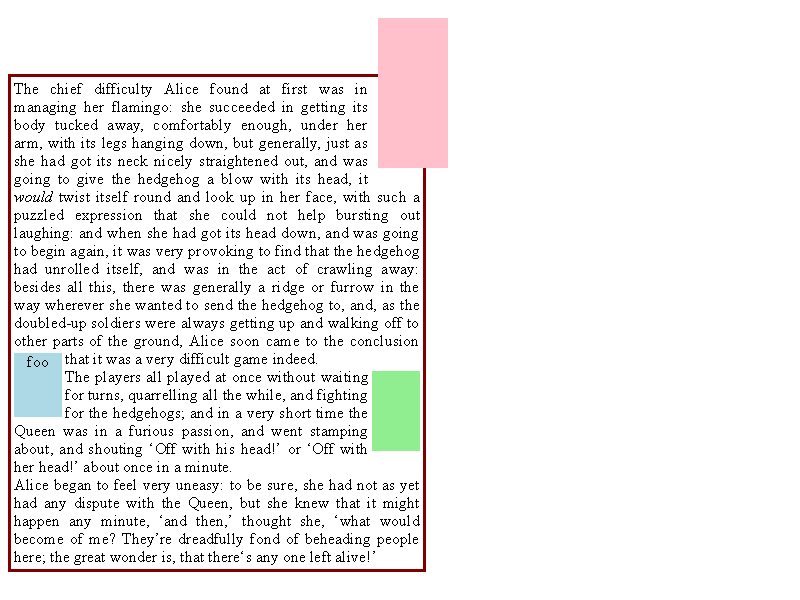 The chief difficulty Alice found at first was in
managing her flamingo: she succeeded in getting its
body tucked away, comfortably enough, under her
arm, with its legs hanging down, but generally, just as
she had got its neck nicely straightened out, and was
going to give the hedgehog a blow with its head, it
would twist itself round and look up in her face, with such a
puzzled expression that she could not help bursting out
laughing: and when she had got its head down, and was going
to begin again, it was very provoking to find that the hedgehog
had unrolled itself, and was in the act of crawling away:
besides all this, there was generally a ridge or furrow in the
way wherever she wanted to send the hedgehog to, and, as the
doubled-up soldiers were always getting up and walking off to
other parts of the ground, Alice soon came to the conclusion
foo that it was a very difficult game indeed.
The players all played at once without waiting
for turns, quarrelling all the while, and fighting
for the hedgehogs; and in a very short time the
Queen was in a furious passion, and went stamping
about, and shouting ‘Off with his head!’ or ‘Off with
her head!’ about once in a minute.
Alice began to feel very uneasy: to be sure, she had not as yet
had any dispute with the Queen, but she knew that it might
happen any minute, ‘and then,’ thought she, ‘what would
become of me? They’re dreadfully fond of beheading people
here; the great wonder is, that there‘s any one left alive!’